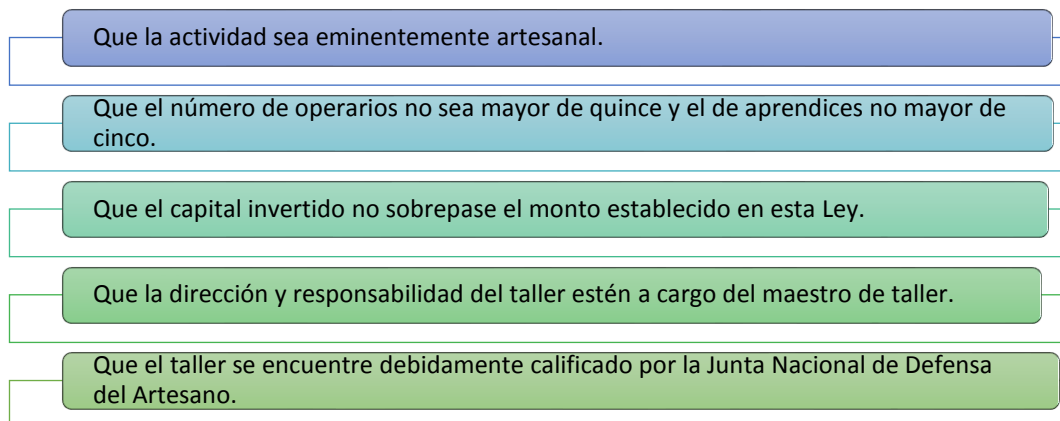 Que la actividad sea eminentemente artesanal.
Que el número de operarios no sea mayor de quince y el de aprendices no mayor de
cinco.
Que el capital invertido no sobrepase el monto establecido en esta Ley.
Que la dirección y responsabilidad del taller estén a cargo del maestro de taller.
Que el taller se encuentre debidamente calificado por la Junta Nacional de Defensa
del Artesano.